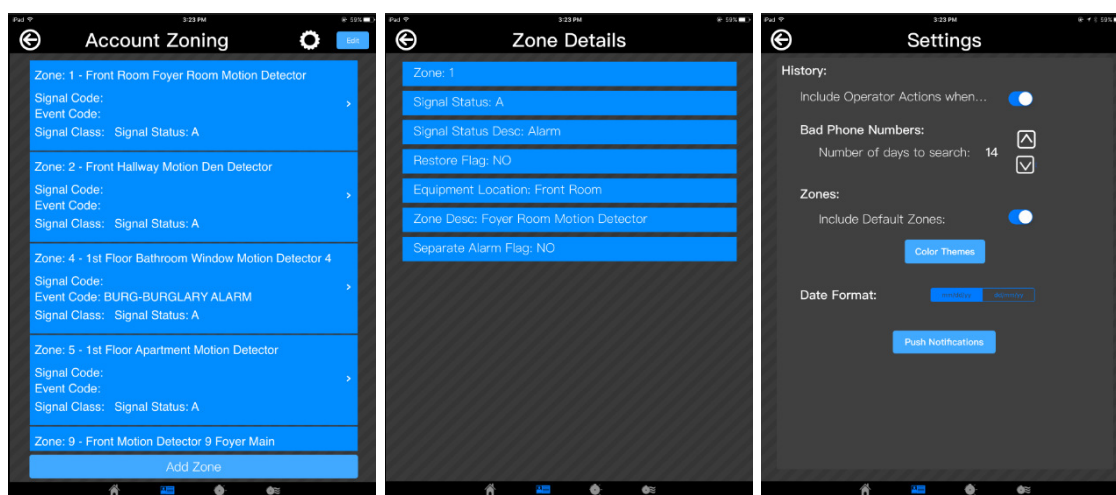 iPad 3:23 PM 59%
Account Zoning Edit
Zone: 1 - Front Room Foyer Room Motion Detector
Signal Code:
Event Code:
Signal Class: Signal Status: A
Zone: 2 - Front Hallway Motion Den Detector
Signal Code:
Event Code:
Signal Class: Signal Status: A
Zone: 4 - 1st Floor Bathroom Window Motion Detector 4
Signal Code:
Event Code: BURG-BURGLARY ALARM
Signal Class: Signal Status: A
Zone: 5 - 1st Floor Apartment Motion Detector
Signal Code:
Event Code:
Signal Class: Signal Status: A
Zone: 9 - Front Motion Detector 9 Foyer Main
Add Zone
iPad 3:23 PM 59%
Zone Details
Zone: 1
Signal Status: A
Signal Status Desc: Alarm
Restore Flag: NO
Equipment Location: Front Room
Zone Desc: Foyer Room Motion Detector
Separate Alarm Flag: NO
iPad 3:23 PM 59%
Settings
History:
Include Operator Actions when...
Bad Phone Numbers:
Number of days to search: 14
Zones:
Include Default Zones:
Color Themes
Date Format:
Push Notifications